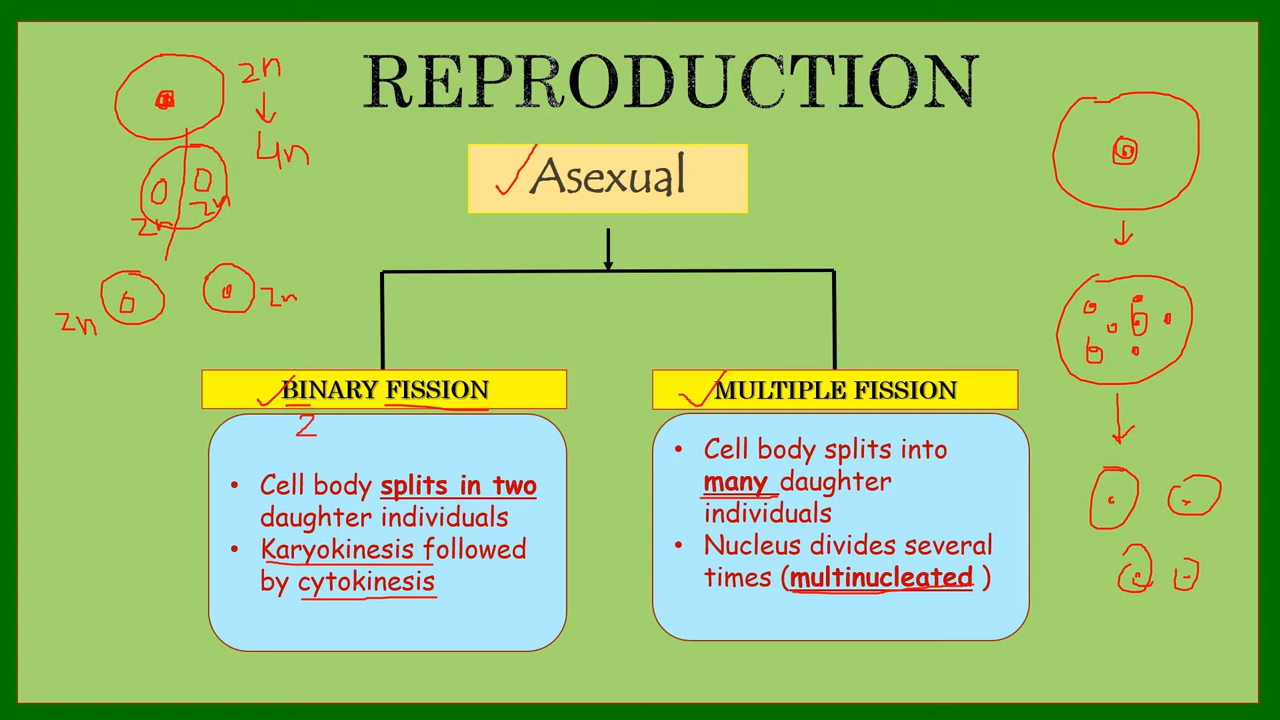 REPRODUCTION
2n
4n
Asexual
2n
2n
2n
2n
BINARY FISSION
2
• Cell body splits in two
daughter individuals
• Karyokinesis followed
by cytokinesis
MULTIPLE FISSION
• Cell body splits into
many daughter
individuals
• Nucleus divides several
times (multinucleated )